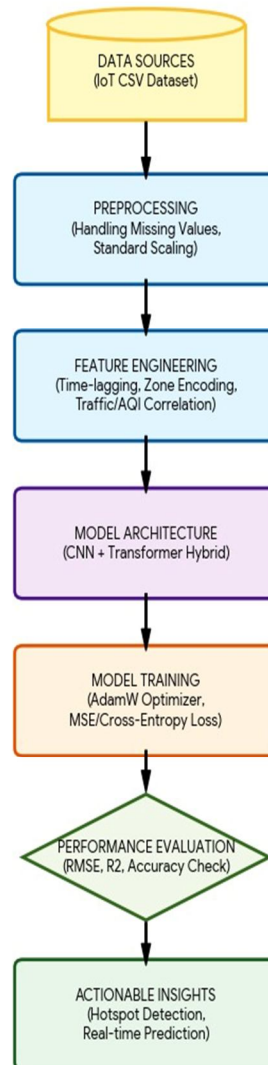 DATA SOURCES
(IoT CSV Dataset)
PREPROCESSING
(Handling Missing Values,
Standard Scaling)
FEATURE ENGINEERING
(Time-lagging, Zone Encoding,
Traffic/AQI Correlation)
MODEL ARCHITECTURE
(CNN + Transformer Hybrid)
MODEL TRAINING
(AdamW Optimizer,
MSE/Cross-Entropy Loss)
PERFORMANCE EVALUATION
(RMSE, R2, Accuracy Check)
ACTIONABLE INSIGHTS
(Hotspot Detection,
Real-time Prediction)